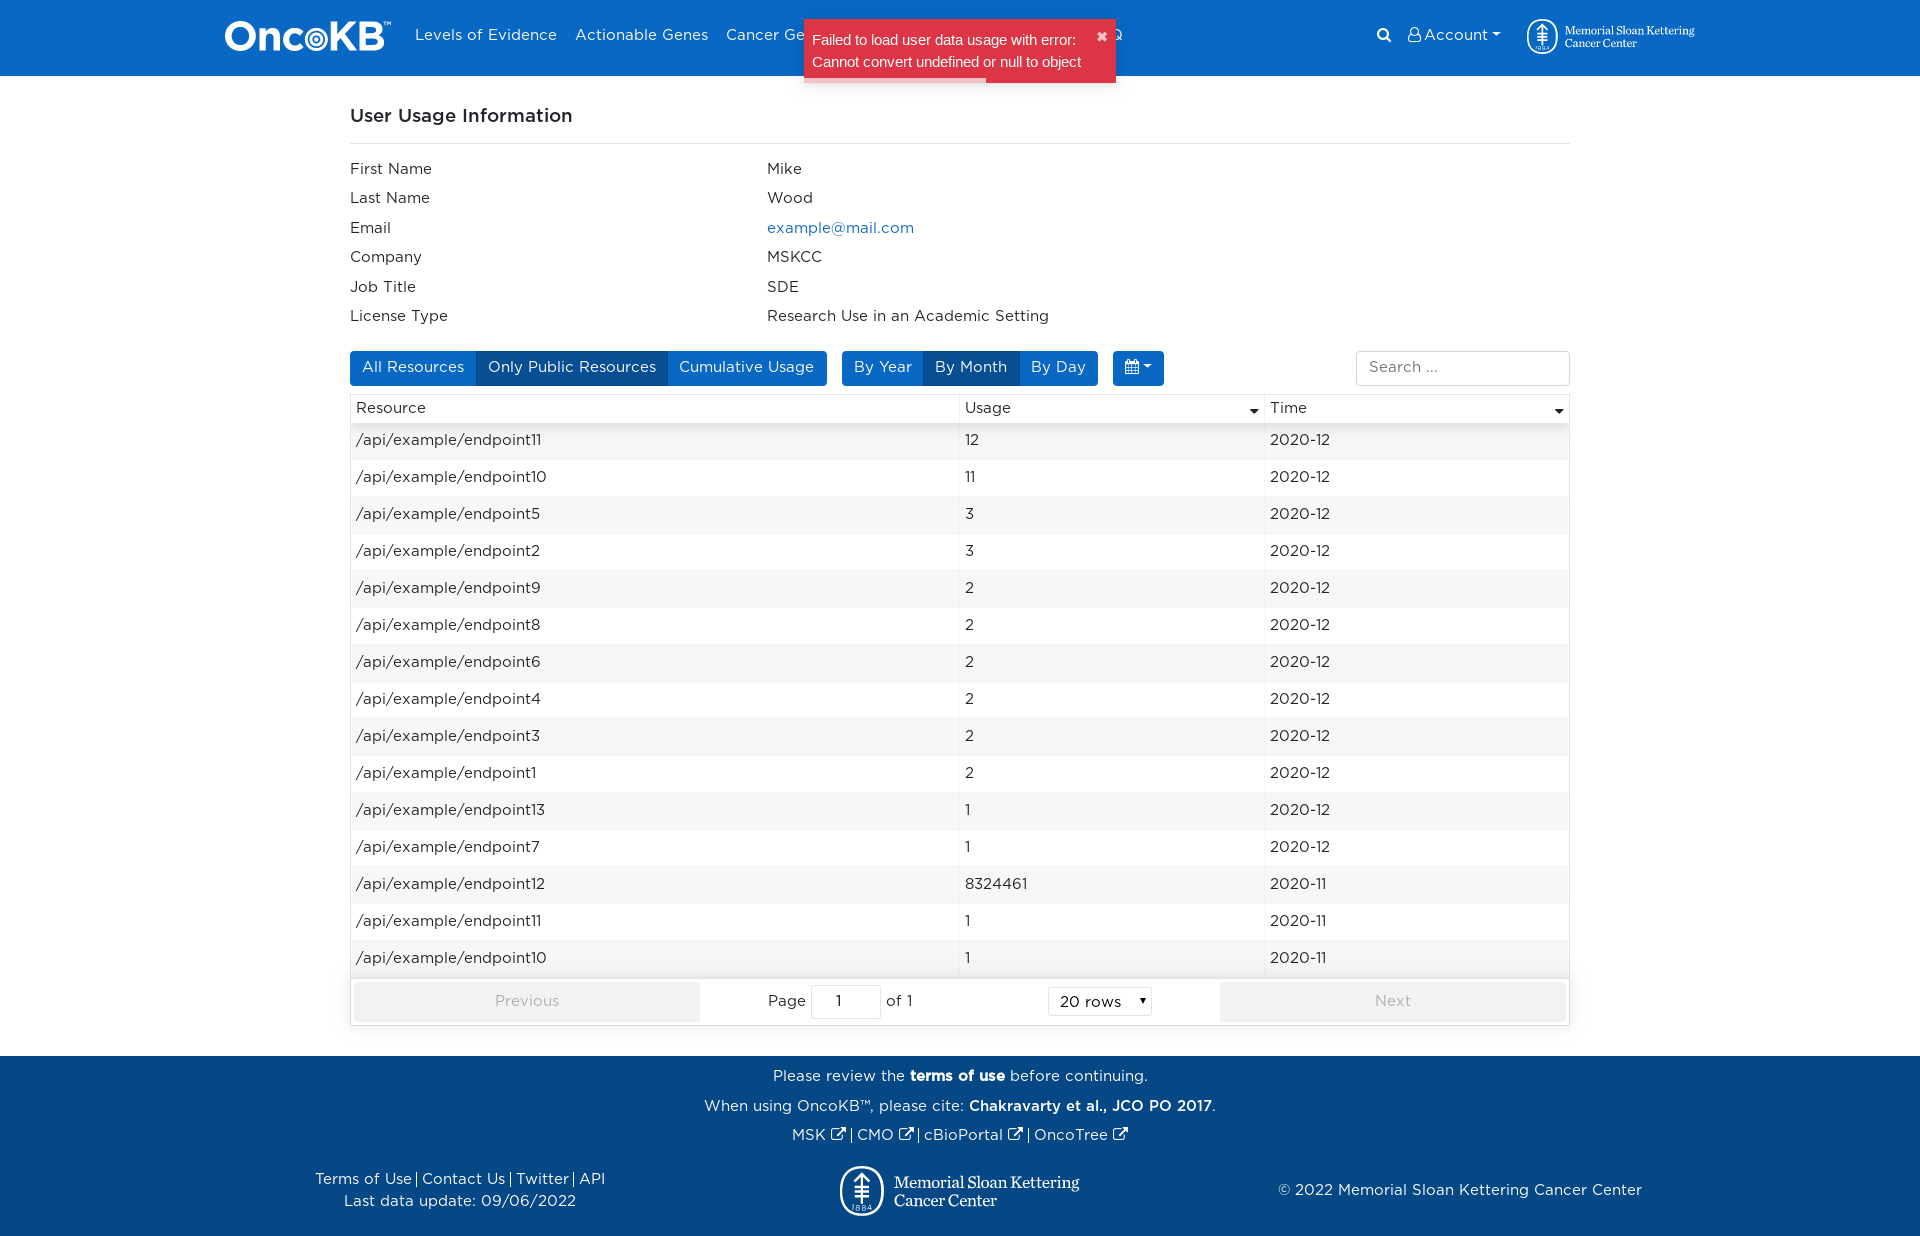 OncoKB™ Levels of Evidence Actionable Genes Cancer Ge Account Memorial Sloan Kettering
Cancer Center
1884
Failed to load user data usage with error:
Cannot convert undefined or null to object
User Usage Information
First Name Mike
Last Name Wood
Email example@mail.com
Company MSKCC
Job Title SDE
License Type Research Use in an Academic Setting
All Resources Only Public Resources Cumulative Usage By Year By Month By Day Search ...
Resource Usage Time
/api/example/endpoint11 12 2020-12
/api/example/endpoint10 11 2020-12
/api/example/endpoint5 3 2020-12
/api/example/endpoint2 3 2020-12
/api/example/endpoint9 2 2020-12
/api/example/endpoint8 2 2020-12
/api/example/endpoint6 2 2020-12
/api/example/endpoint4 2 2020-12
/api/example/endpoint3 2 2020-12
/api/example/endpoint1 2 2020-12
/api/example/endpoint13 1 2020-12
/api/example/endpoint7 1 2020-12
/api/example/endpoint12 8324461 2020-11
/api/example/endpoint11 1 2020-11
/api/example/endpoint10 1 2020-11
Previous Page 1 of 1 20 rows Next
Please review the terms of use before continuing.
When using OncoKB™, please cite: Chakravarty et al., JCO PO 2017.
MSK | CMO | cBioPortal | OncoTree
Terms of Use | Contact Us | Twitter | API
Last data update: 09/06/2022
Memorial Sloan Kettering
Cancer Center
1884
© 2022 Memorial Sloan Kettering Cancer Center